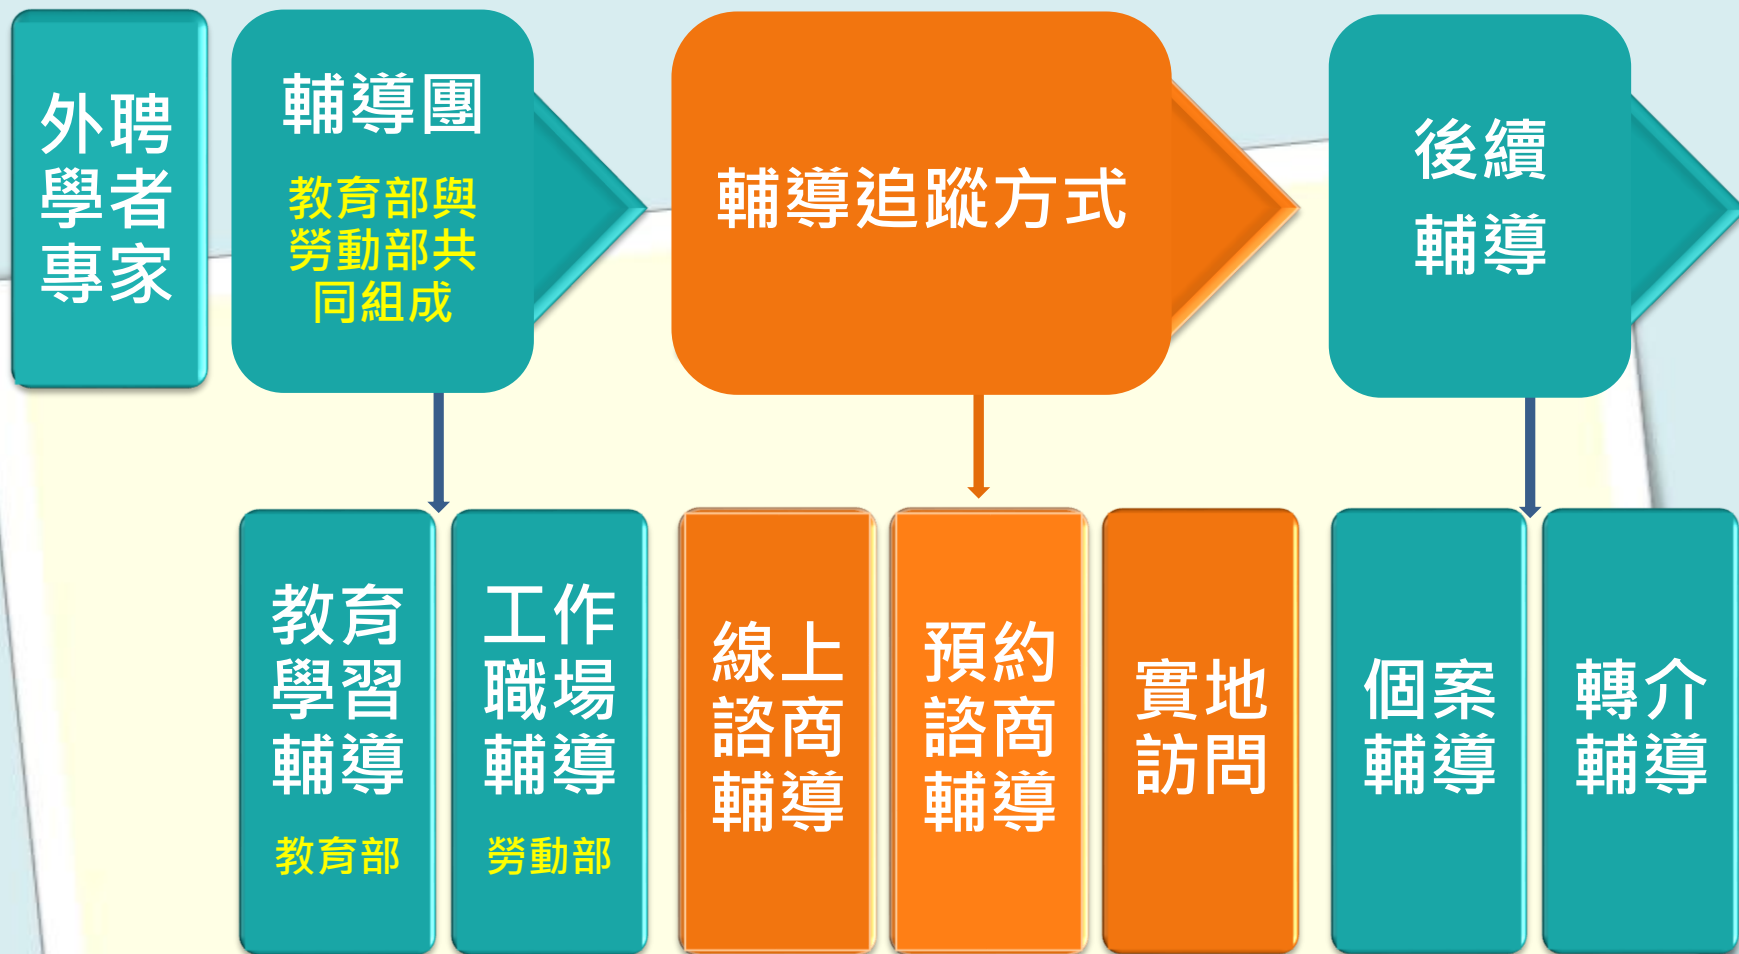 外聘
學者
專家
輔導團
教育部與
勞動部共
同組成
輔導追蹤方式
後續
輔導
教育
學習
輔導
教育部
工作
職場
輔導
勞動部
線上
諮商
輔導
預約
諮商
輔導
實地
訪問
個案
輔導
轉介
輔導